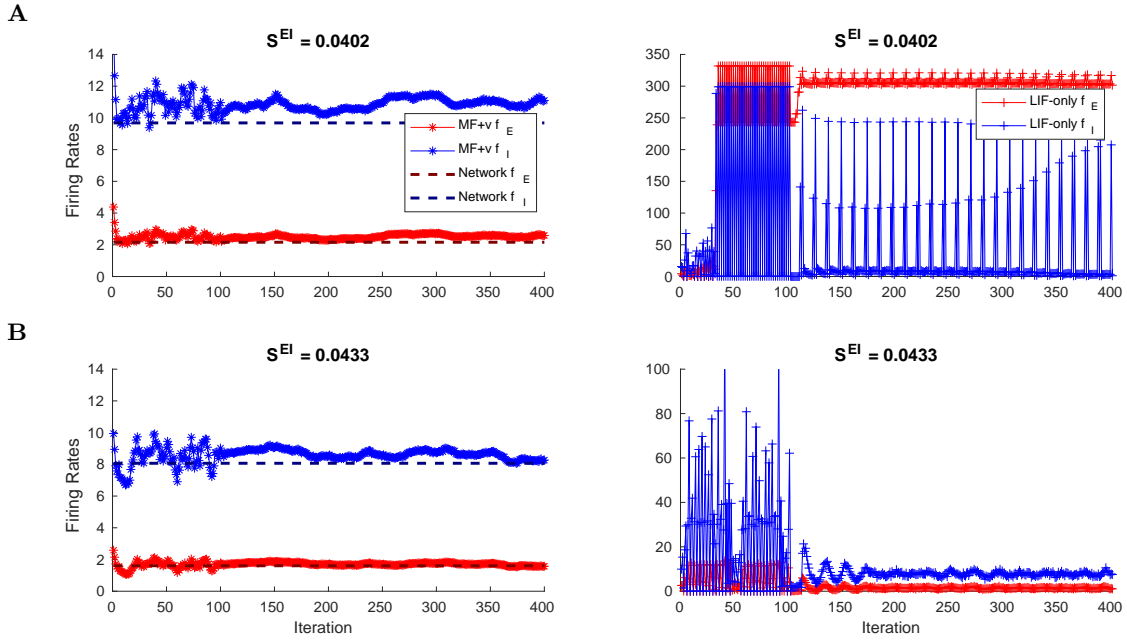 A
S^EI = 0.0402
Firing Rates
14
12
10
8
6
4
2
0
0 50 100 150 200 250 300 350 400
MF+v f_E
MF+v f_I
Network f_E
Network f_I
S^EI = 0.0402
350
300
250
200
150
100
50
0
0 50 100 150 200 250 300 350 400
LIF-only f_E
LIF-only f_I
B
S^EI = 0.0433
Firing Rates
14
12
10
8
6
4
2
0
0 50 100 150 200 250 300 350 400
Iteration
S^EI = 0.0433
100
80
60
40
20
0
0 50 100 150 200 250 300 350 400
Iteration